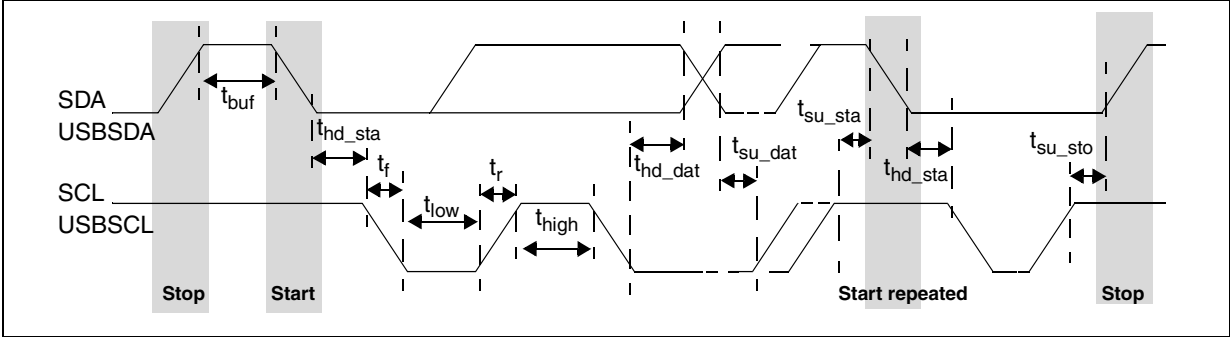 SDA
USBSDA
t_buf
t_hd_sta
t_f
t_low
t_r
t_high
t_hd_dat
t_su_dat
t_su_sta
t_hd_sta
t_su_sto
SCL
USBSCL
Stop
Start
Start repeated
Stop